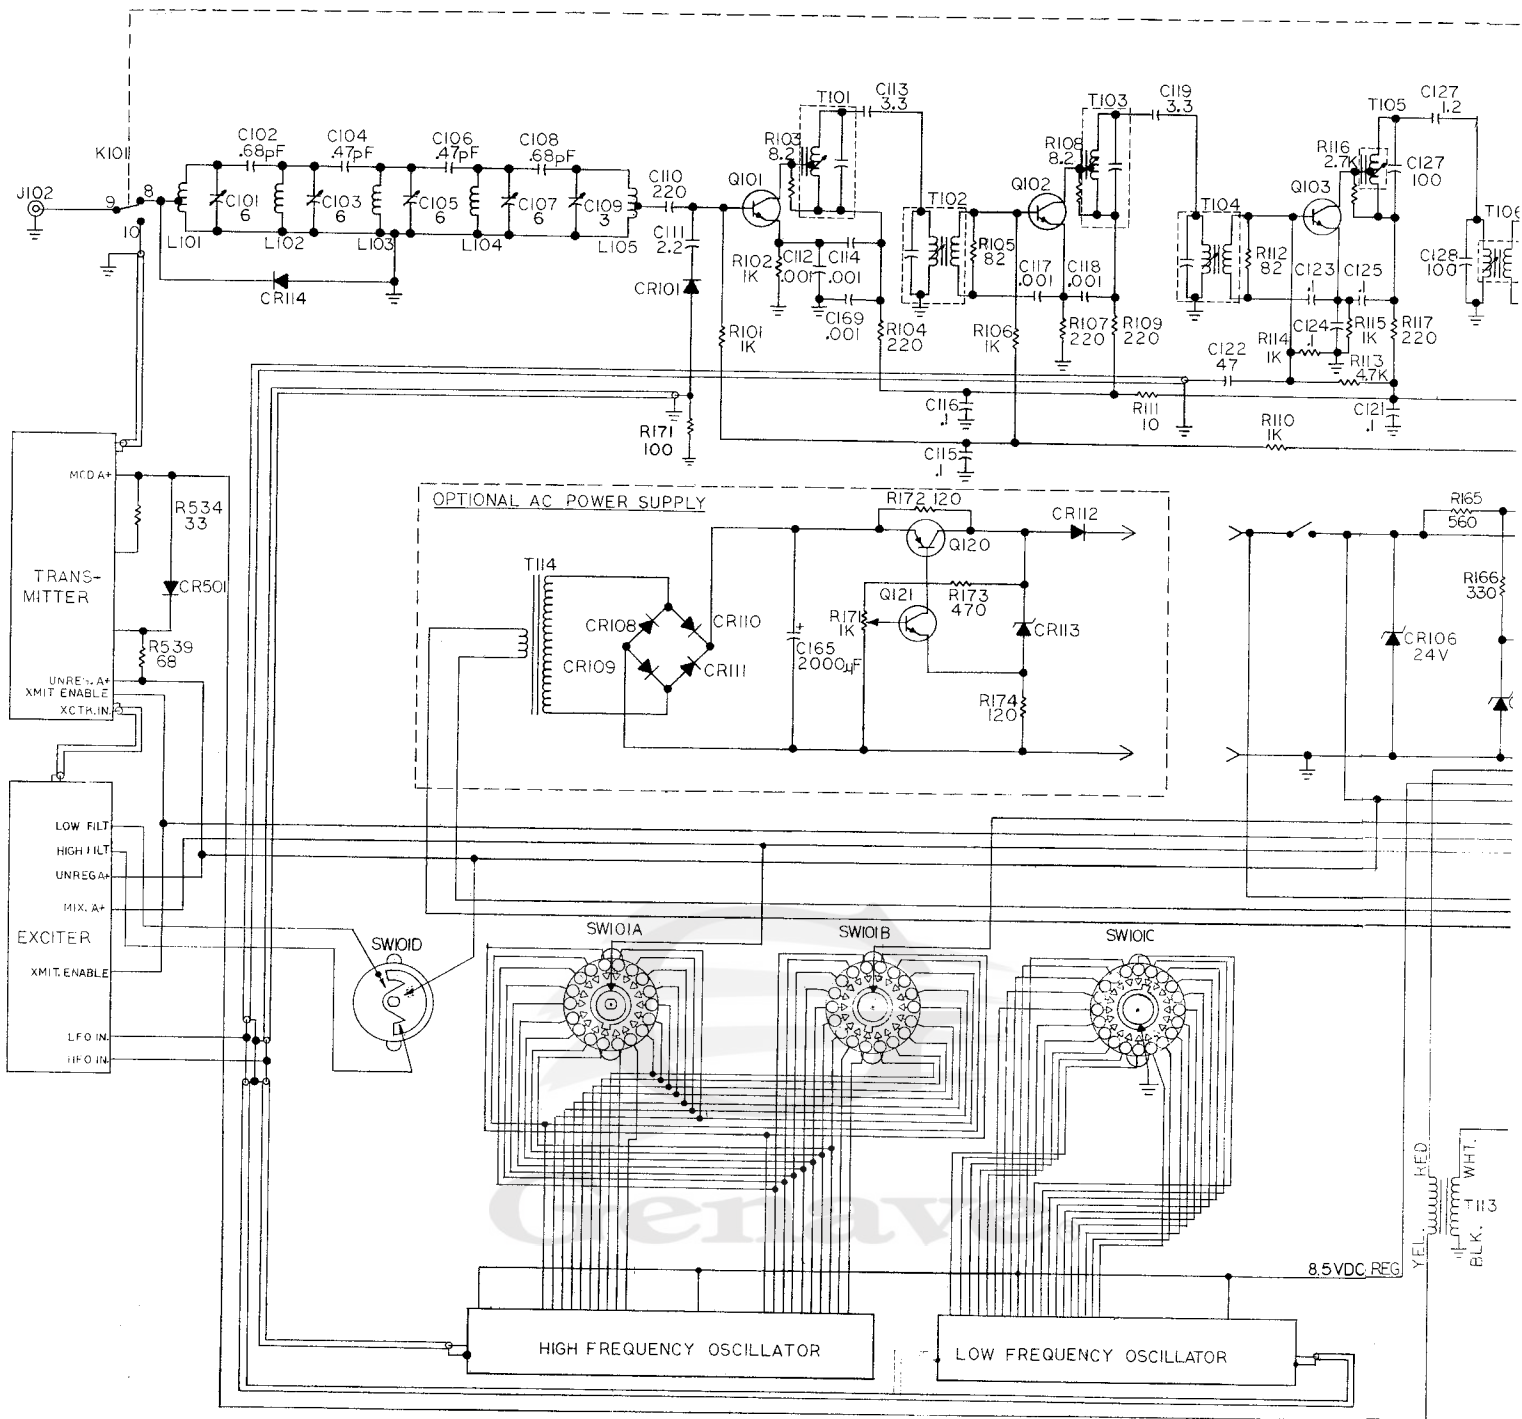 J102
K101
8
9
10
C102
.68pF
C104
.47pF
C106
.47pF
C108
.68pF
C101
6
C103
6
C105
6
C107
6
C109
3
L101
L102
L103
L104
L105
CR114
C110
220
C111
2.2
CR101
Q101
R103
8.2
T101
C113
3.3
R102
1K
C112
.001
C114
.001
C169
.001
R101
1K
R104
220
T102
R105
82
Q102
R108
8.2
T103
C119
3.3
C117
.001
C118
.001
R106
1K
R107
220
R109
220
T104
R112
82
Q103
R116
2.7K
T105
C127
1.2
C127
100
C128
100
T106
C123
.1
C125
.1
C124
.1
R114
1K
R115
1K
R117
220
R113
4.7K
C122
47
C116
.1
R111
10
R110
1K
C121
.1
C115
.1
R171
100
MCD A+
R534
33
CR501
TRANS-
MITTER
R539
68
UNREG. A+
XMIT ENABLE
OPTIONAL AC POWER SUPPLY
T114
CR108
CR109
CR110
CR111
C165
2000µF
+
R172 120
Q120
Q121
R171
1K
R173
470
CR112
CR113
R174
120
R165
560
R166
330
CR106
24V
LOW FILT
HIGH FILT
UNREG A+
MIX. A+
EXCITER
XMIT. ENABLE
LFO IN.
HFO IN.
SW101D
SW101A
SW101B
SW101C
Genave
RED
WHT.
T113
YEL.
BLK.
8.5VDC REG
HIGH FREQUENCY OSCILLATOR
LOW FREQUENCY OSCILLATOR